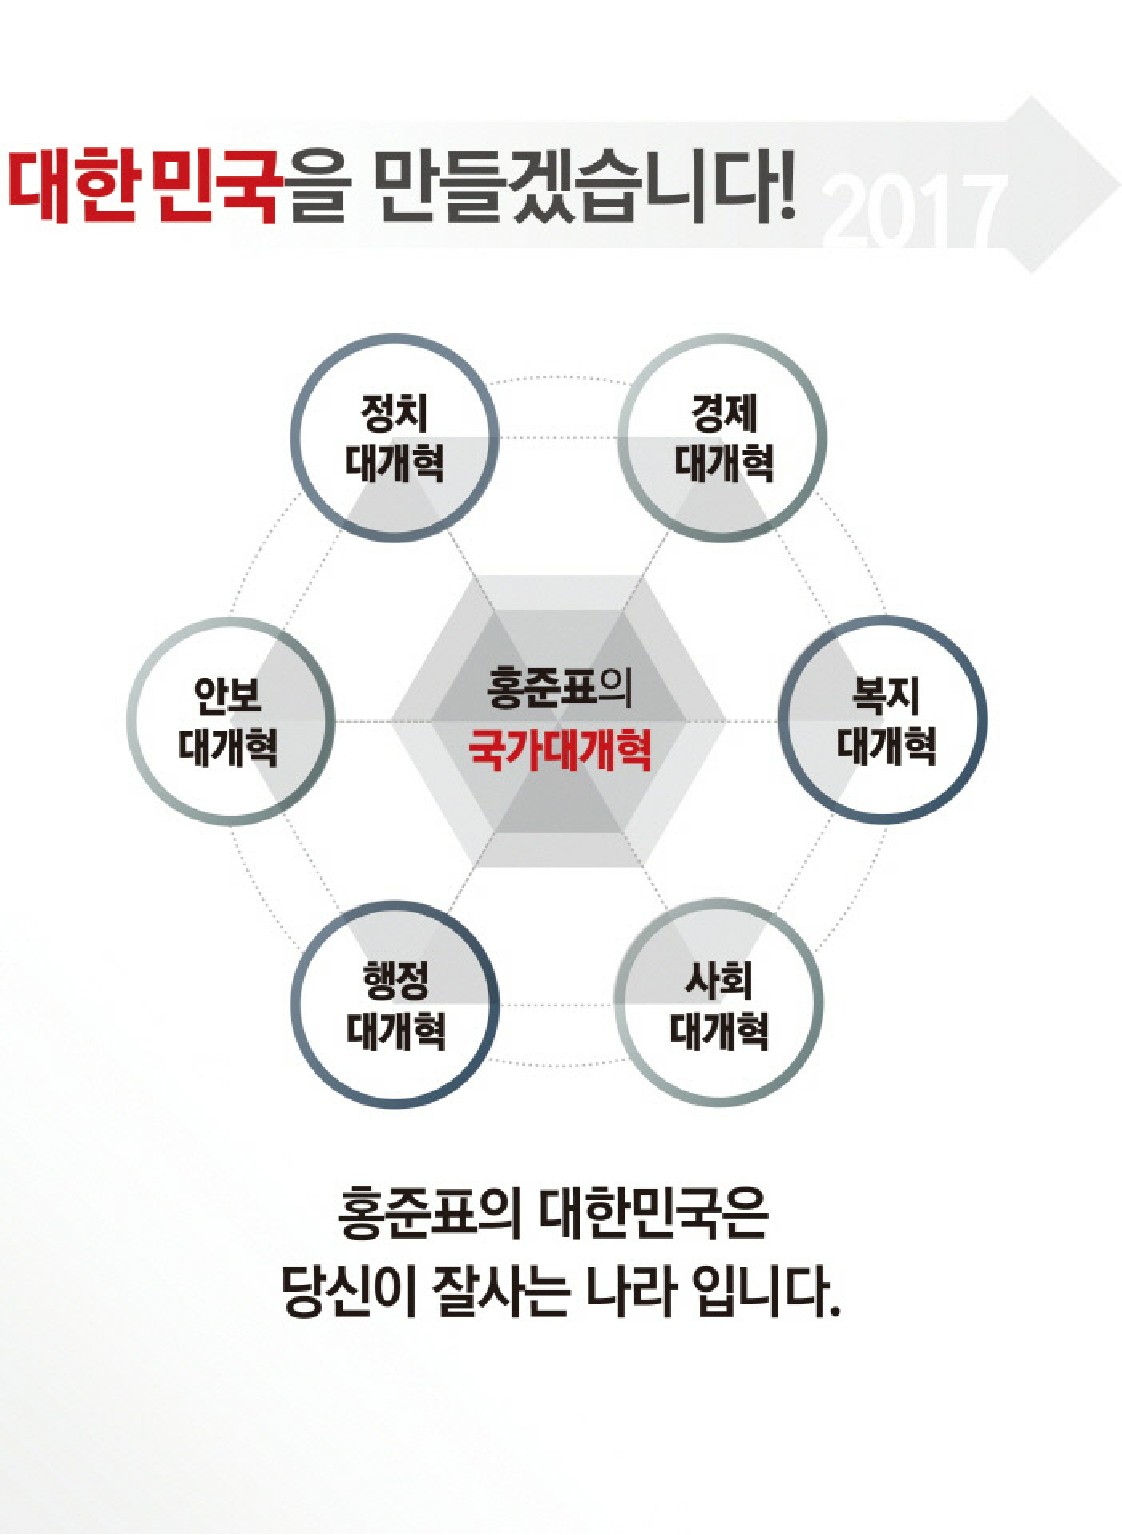 대한민국을 만들겠습니다! 2017
정치
대개혁
경제
대개혁
안보
대개혁
홍준표의
국가대개혁
복지
대개혁
행정
대개혁
사회
대개혁
홍준표의 대한민국은
당신이 잘사는 나라 입니다.